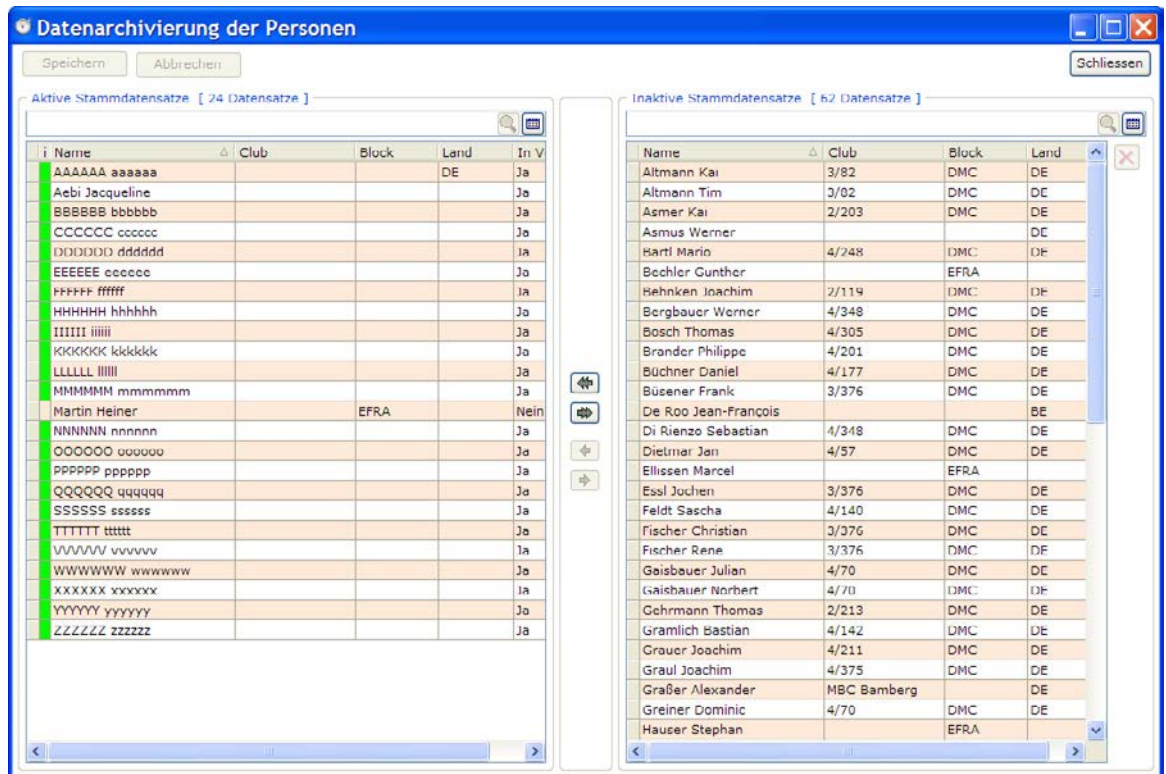 Datenarchivierung der Personen
Speichern Abbrechen Schliessen
Aktive Stammdatensätze [ 24 Datensätze ]
i Name Club Block Land In V
AAAAAA aaaaaa DE Ja
Aebi Jacqueline Ja
BBBBBB bbbbbb Ja
CCCCCC cccccc Ja
DDDDDD dddddd Ja
EEEEEE eeeeee Ja
FFFFFF ffffff Ja
HHHHHH hhhhhh Ja
IIIIII iiiiii Ja
KKKKKK kkkkkk Ja
LLLLLL llllll Ja
MMMMMM mmmmmm Ja
Martin Heiner EFRA Nein
NNNNNN nnnnnn Ja
OOOOOO oooooo Ja
PPPPPP pppppp Ja
QQQQQQ qqqqqq Ja
SSSSSS ssssss Ja
TTTTTT tttttt Ja
VVVVVV vvvvvv Ja
WWWWWW wwwwww Ja
XXXXXX xxxxxx Ja
YYYYYY yyyyyy Ja
ZZZZZZ zzzzzz Ja
Inaktive Stammdatensätze [ 62 Datensätze ]
Name Club Block Land
Altmann Kai 3/82 DMC DE
Altmann Tim 3/82 DMC DE
Asmer Kai 2/203 DMC DE
Asmus Werner DE
Bartl Mario 4/248 DMC DE
Bechler Gunther EFRA
Behnken Joachim 2/119 DMC DE
Bergbauer Werner 4/348 DMC DE
Bosch Thomas 4/305 DMC DE
Brander Philippe 4/201 DMC DE
Büchner Daniel 4/177 DMC DE
Büsener Frank 3/376 DMC DE
De Roo Jean-François BE
Di Rienzo Sebastian 4/348 DMC DE
Dietmar Jan 4/57 DMC DE
Ellissen Marcel EFRA
Essl Jochen 3/376 DMC DE
Feldt Sascha 4/140 DMC DE
Fischer Christian 3/376 DMC DE
Fischer Rene 3/376 DMC DE
Gaisbauer Julian 4/70 DMC DE
Gaisbauer Norbert 4/70 DMC DE
Gehrmann Thomas 2/213 DMC DE
Gramlich Bastian 4/142 DMC DE
Grauer Joachim 4/211 DMC DE
Graul Joachim 4/375 DMC DE
Graßer Alexander MBC Bamberg DE
Greiner Dominic 4/70 DMC DE
Hauser Stephan EFRA